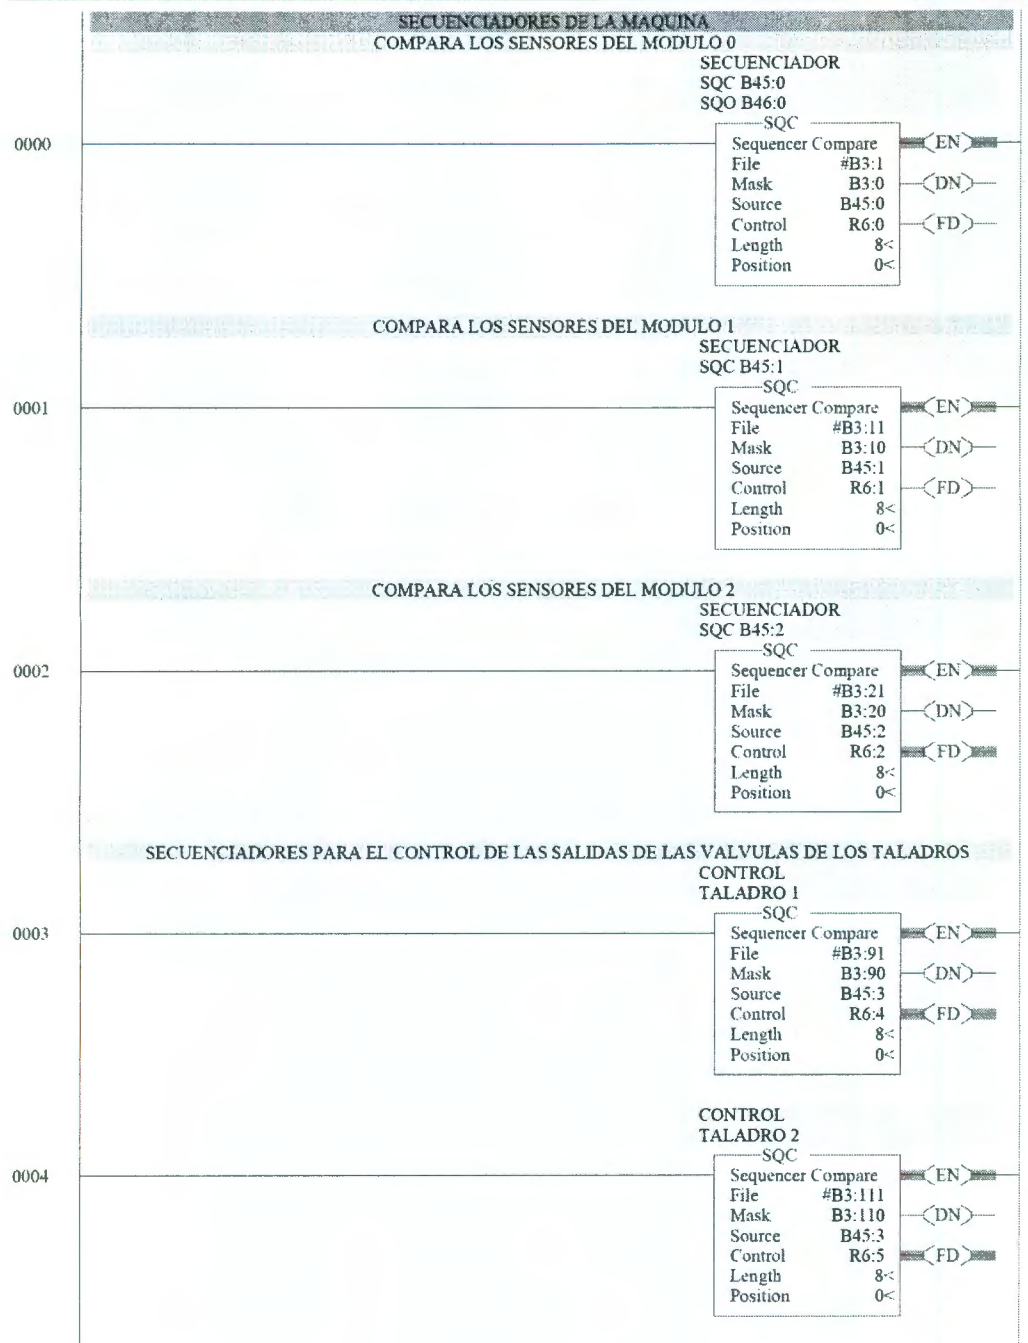 SECUENCIADORES DE LA MAQUINA
COMPARA LOS SENSORES DEL MODULO 0
SECUENCIADOR
SQC B45:0
SQO B46:0
SQC
0000
Sequencer Compare EN
File #B3:1
Mask B3:0 DN
Source B45:0
Control R6:0 FD
Length 8<
Position 0<
COMPARA LOS SENSORES DEL MODULO 1
SECUENCIADOR
SQC B45:1
SQC
0001
Sequencer Compare EN
File #B3:11
Mask B3:10 DN
Source B45:1
Control R6:1 FD
Length 8<
Position 0<
COMPARA LOS SENSORES DEL MODULO 2
SECUENCIADOR
SQC B45:2
SQC
0002
Sequencer Compare EN
File #B3:21
Mask B3:20 DN
Source B45:2
Control R6:2 FD
Length 8<
Position 0<
SECUENCIADORES PARA EL CONTROL DE LAS SALIDAS DE LAS VALVULAS DE LOS TALADROS
CONTROL
TALADRO 1
SQC
0003
Sequencer Compare EN
File #B3:91
Mask B3:90 DN
Source B45:3
Control R6:4 FD
Length 8<
Position 0<
CONTROL
TALADRO 2
SQC
0004
Sequencer Compare EN
File #B3:111
Mask B3:110 DN
Source B45:3
Control R6:5 FD
Length 8<
Position 0<